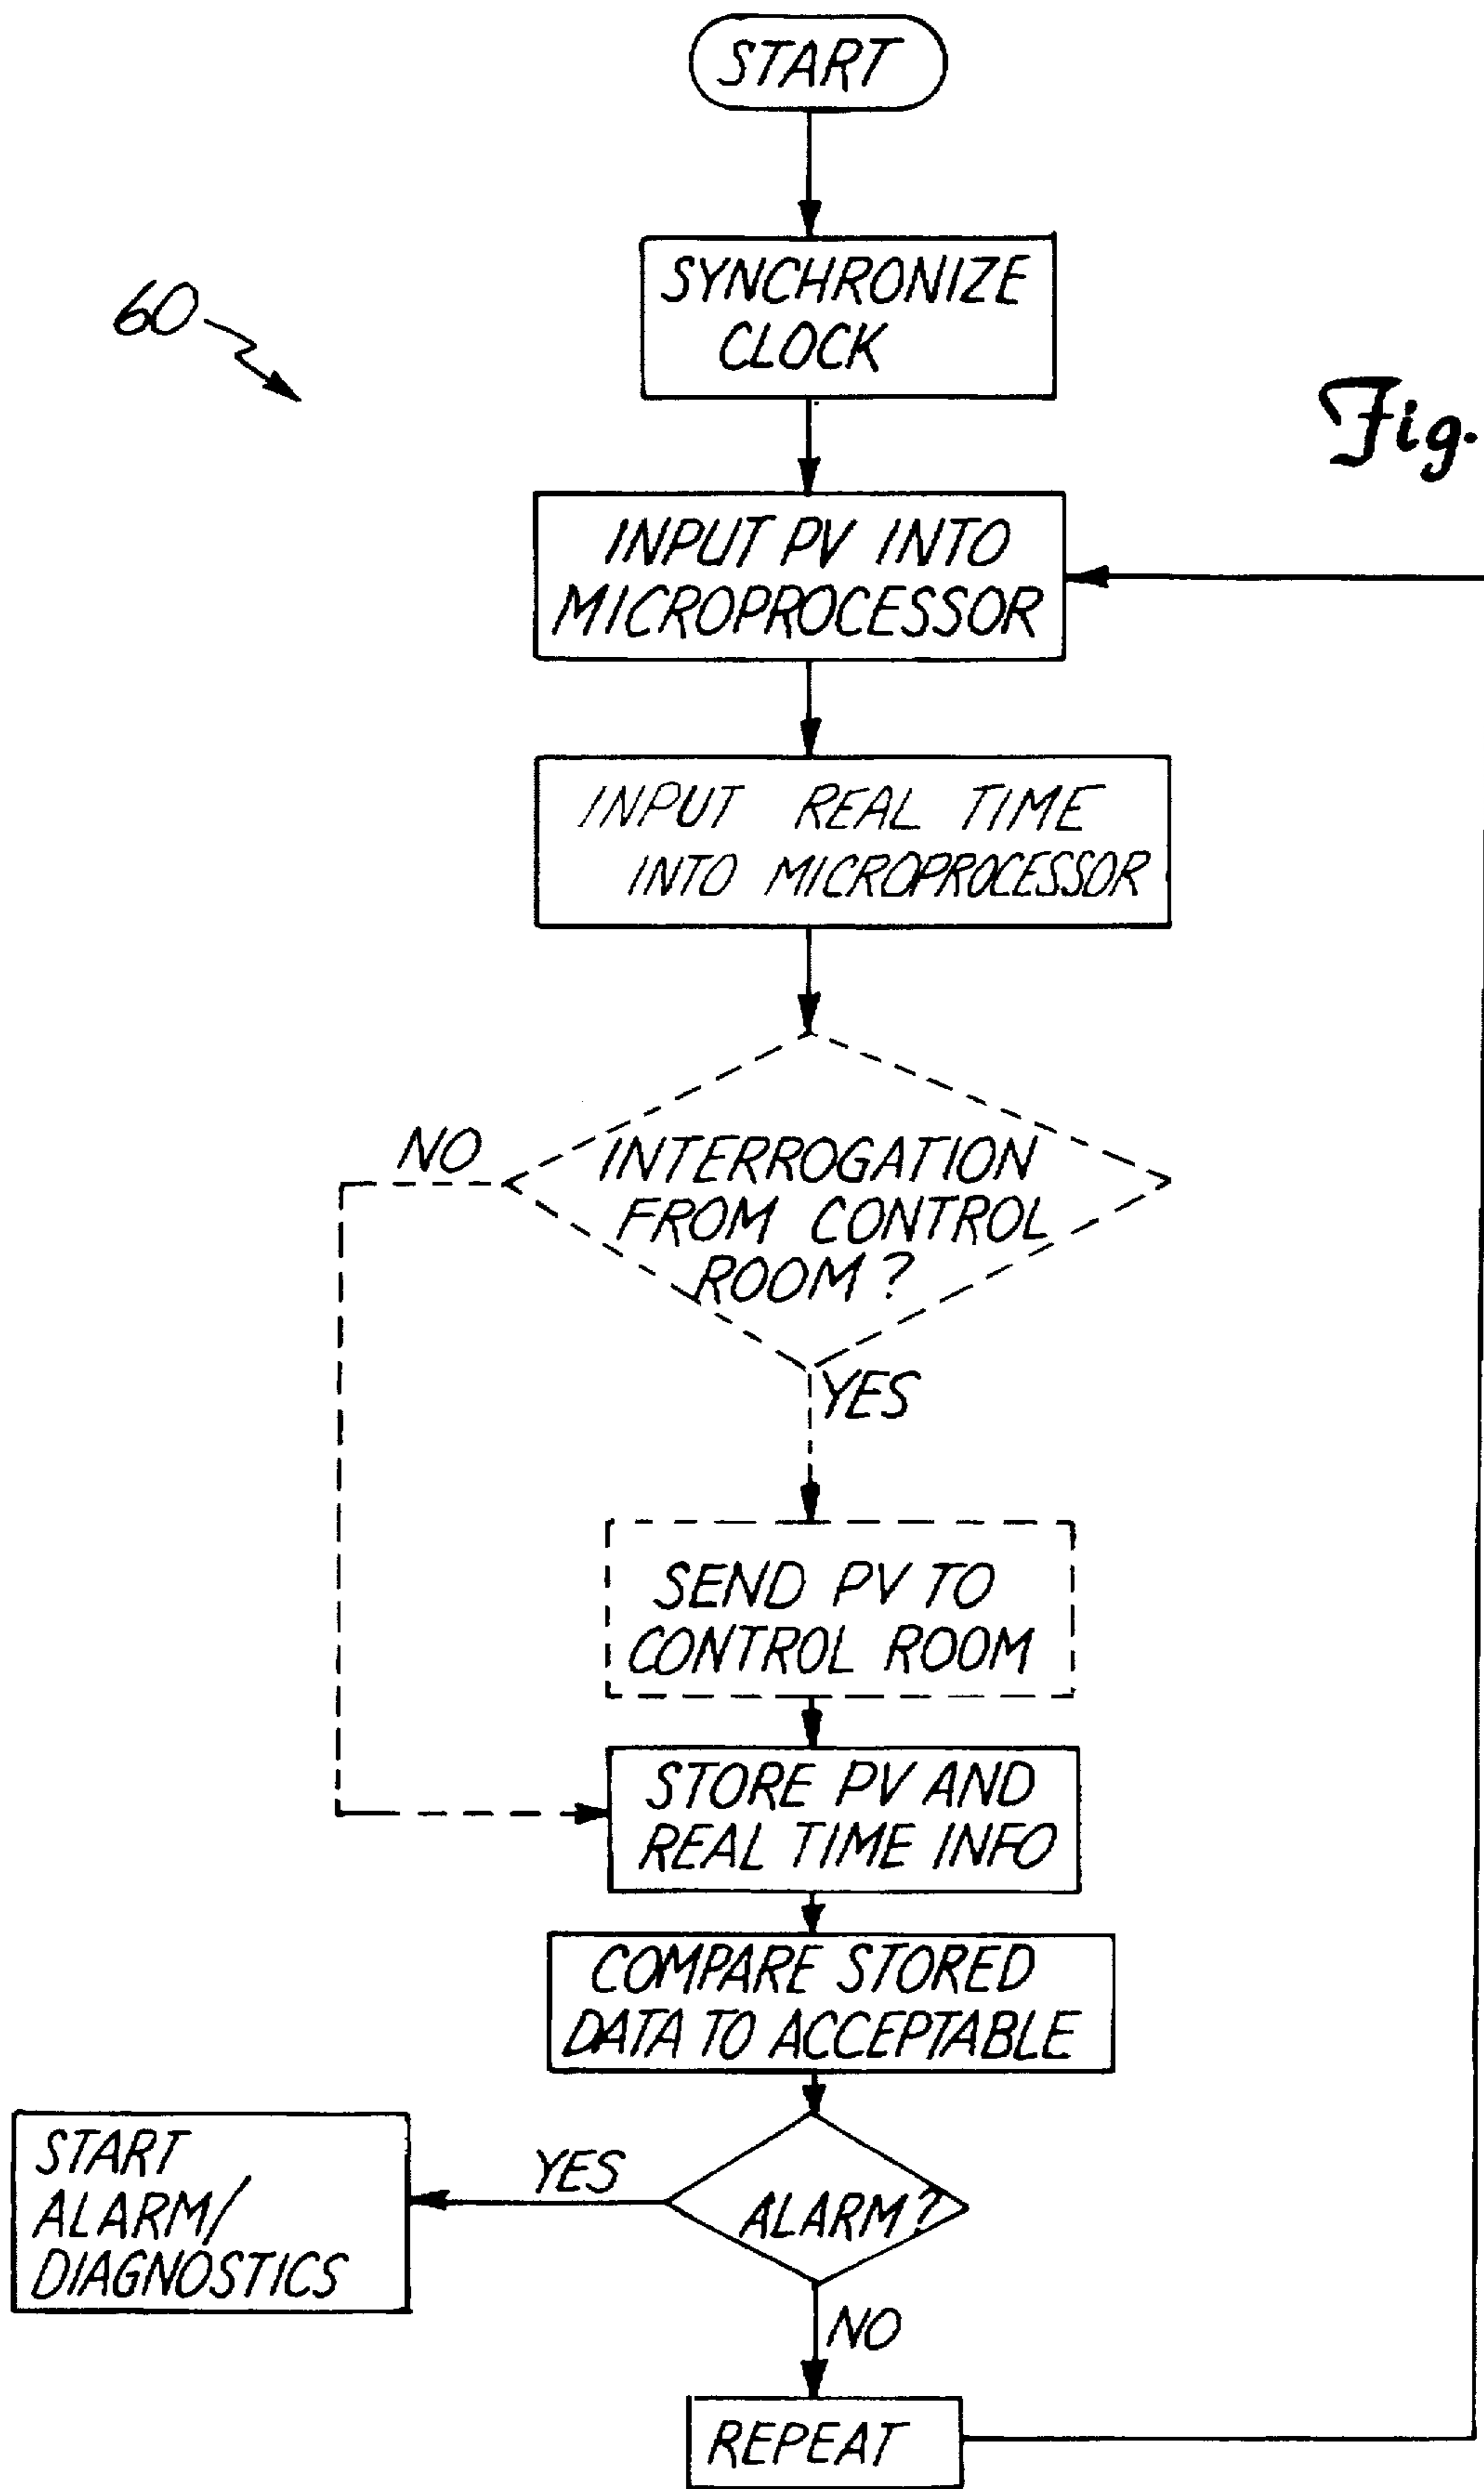 START
SYNCHRONIZE
CLOCK
60
Fig.
INPUT PV INTO
MICROPROCESSOR
INPUT REAL TIME
INTO MICROPROCESSOR
NO
INTERROGATION
FROM CONTROL
ROOM?
YES
SEND PV TO
CONTROL ROOM
STORE PV AND
REAL TIME INFO
COMPARE STORED
DATA TO ACCEPTABLE
START
ALARM/
DIAGNOSTICS
YES
ALARM?
NO
REPEAT